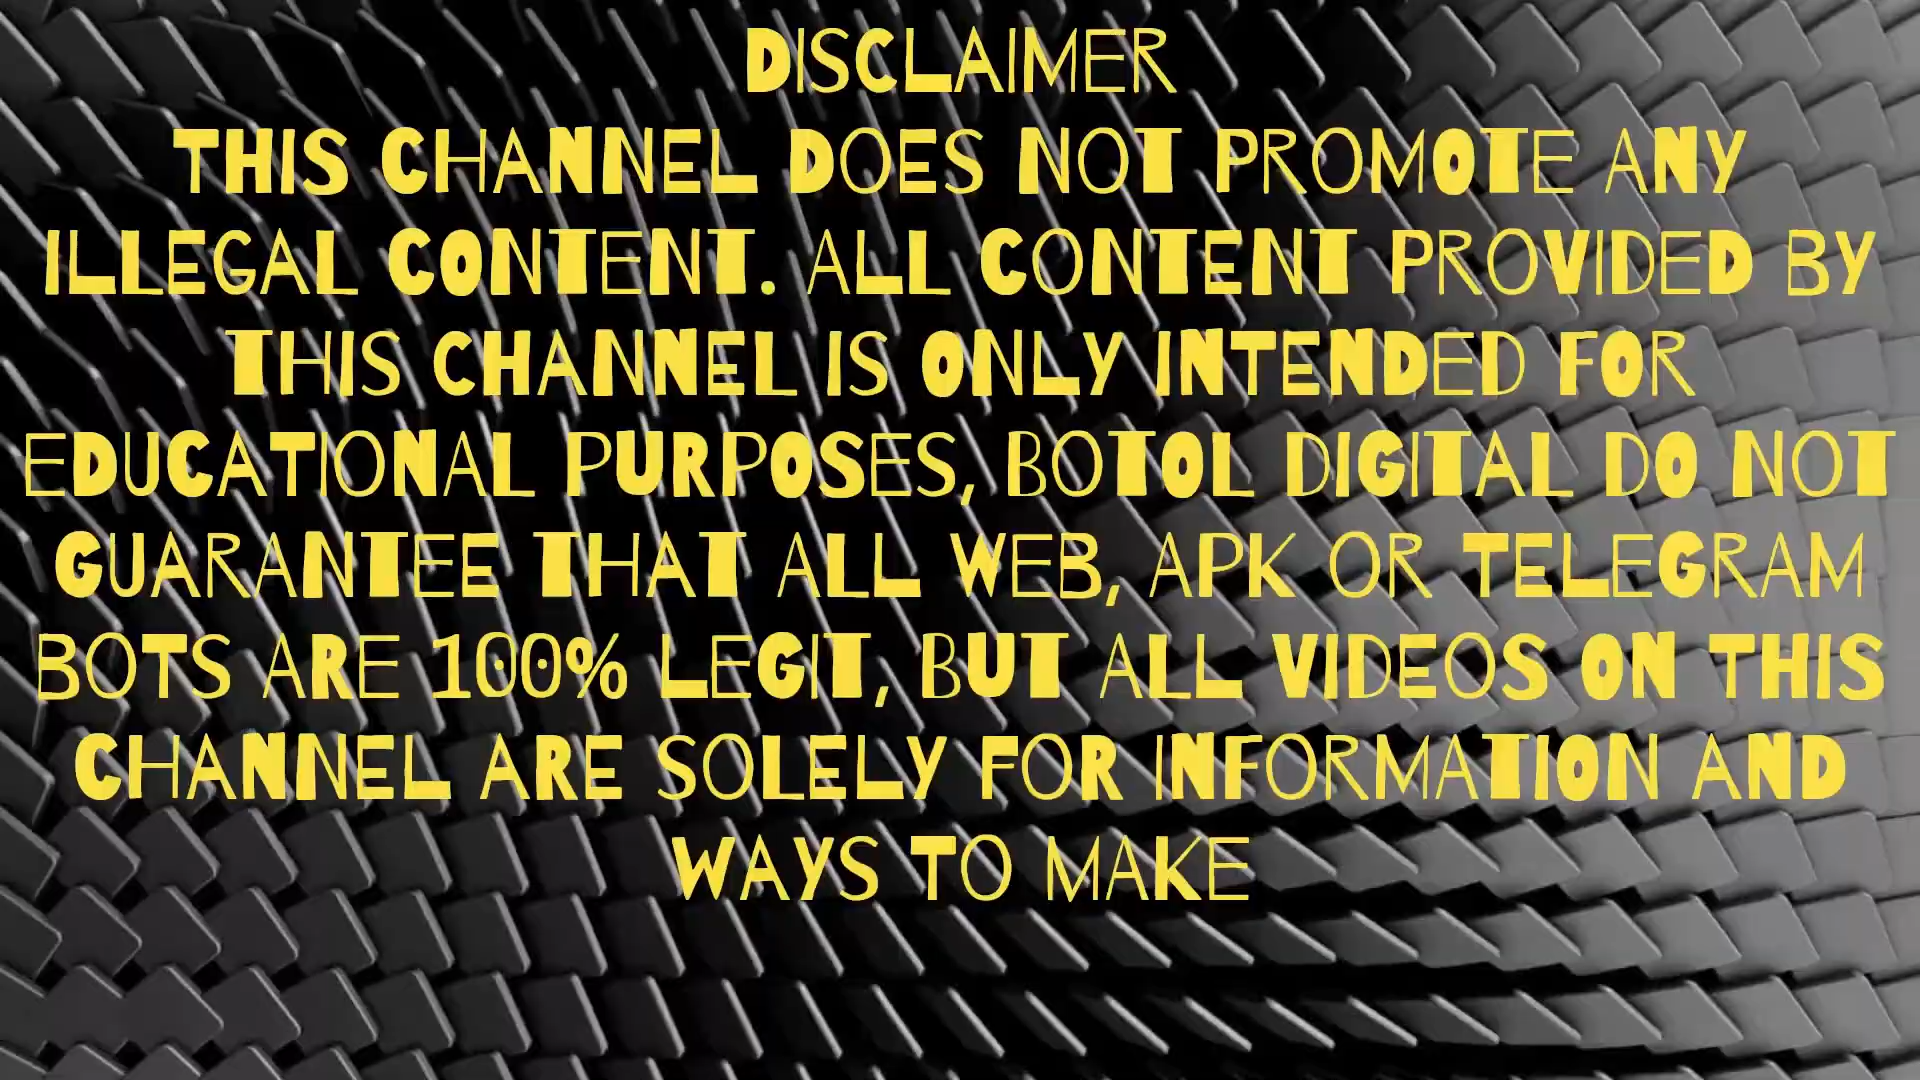 DISCLAIMER
THIS CHANNEL DOES NOT PROMOTE ANY
ILLEGAL CONTENT. ALL CONTENT PROVIDED BY
THIS CHANNEL IS ONLY INTENDED FOR
EDUCATIONAL PURPOSES, BOTOL DIGITAL DO NOT
GUARANTEE THAT ALL WEB, APK OR TELEGRAM
BOTS ARE 100% LEGIT, BUT ALL VIDEOS ON THIS
CHANNEL ARE SOLELY FOR INFORMATION AND
WAYS TO MAKE